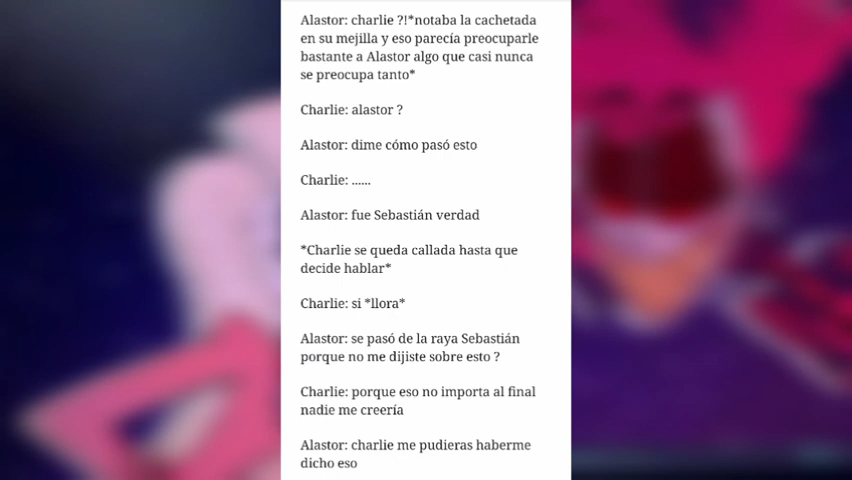 Alastor: charlie ?!*notaba la cachetada
en su mejilla y eso parecía preocuparle
bastante a Alastor algo que casi nunca
se preocupa tanto*
Charlie: alastor ?
Alastor: dime cómo pasó esto
Charlie: ......
Alastor: fue Sebastián verdad
*Charlie se queda callada hasta que
decide hablar*
Charlie: si *llora*
Alastor: se pasó de la raya Sebastián
porque no me dijiste sobre esto ?
Charlie: porque eso no importa al final
nadie me creería
Alastor: charlie me pudieras haberme
dicho eso